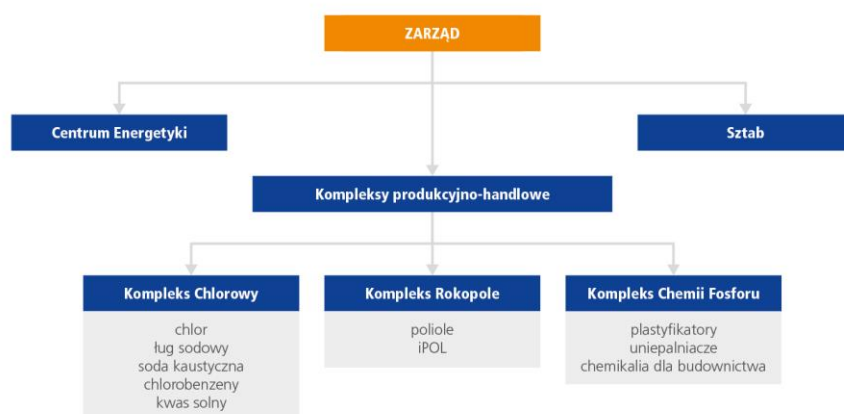 ZARZĄD
Centrum Energetyki
Sztab
Kompleksy produkcyjno-handlowe
Kompleks Chlorowy
chlor
ług sodowy
soda kaustyczna
chlorobenzeny
kwas solny
Kompleks Rokopole
poliole
iPOL
Kompleks Chemii Fosforu
plastyfikatory
uniepalniacze
chemikalia dla budownictwa